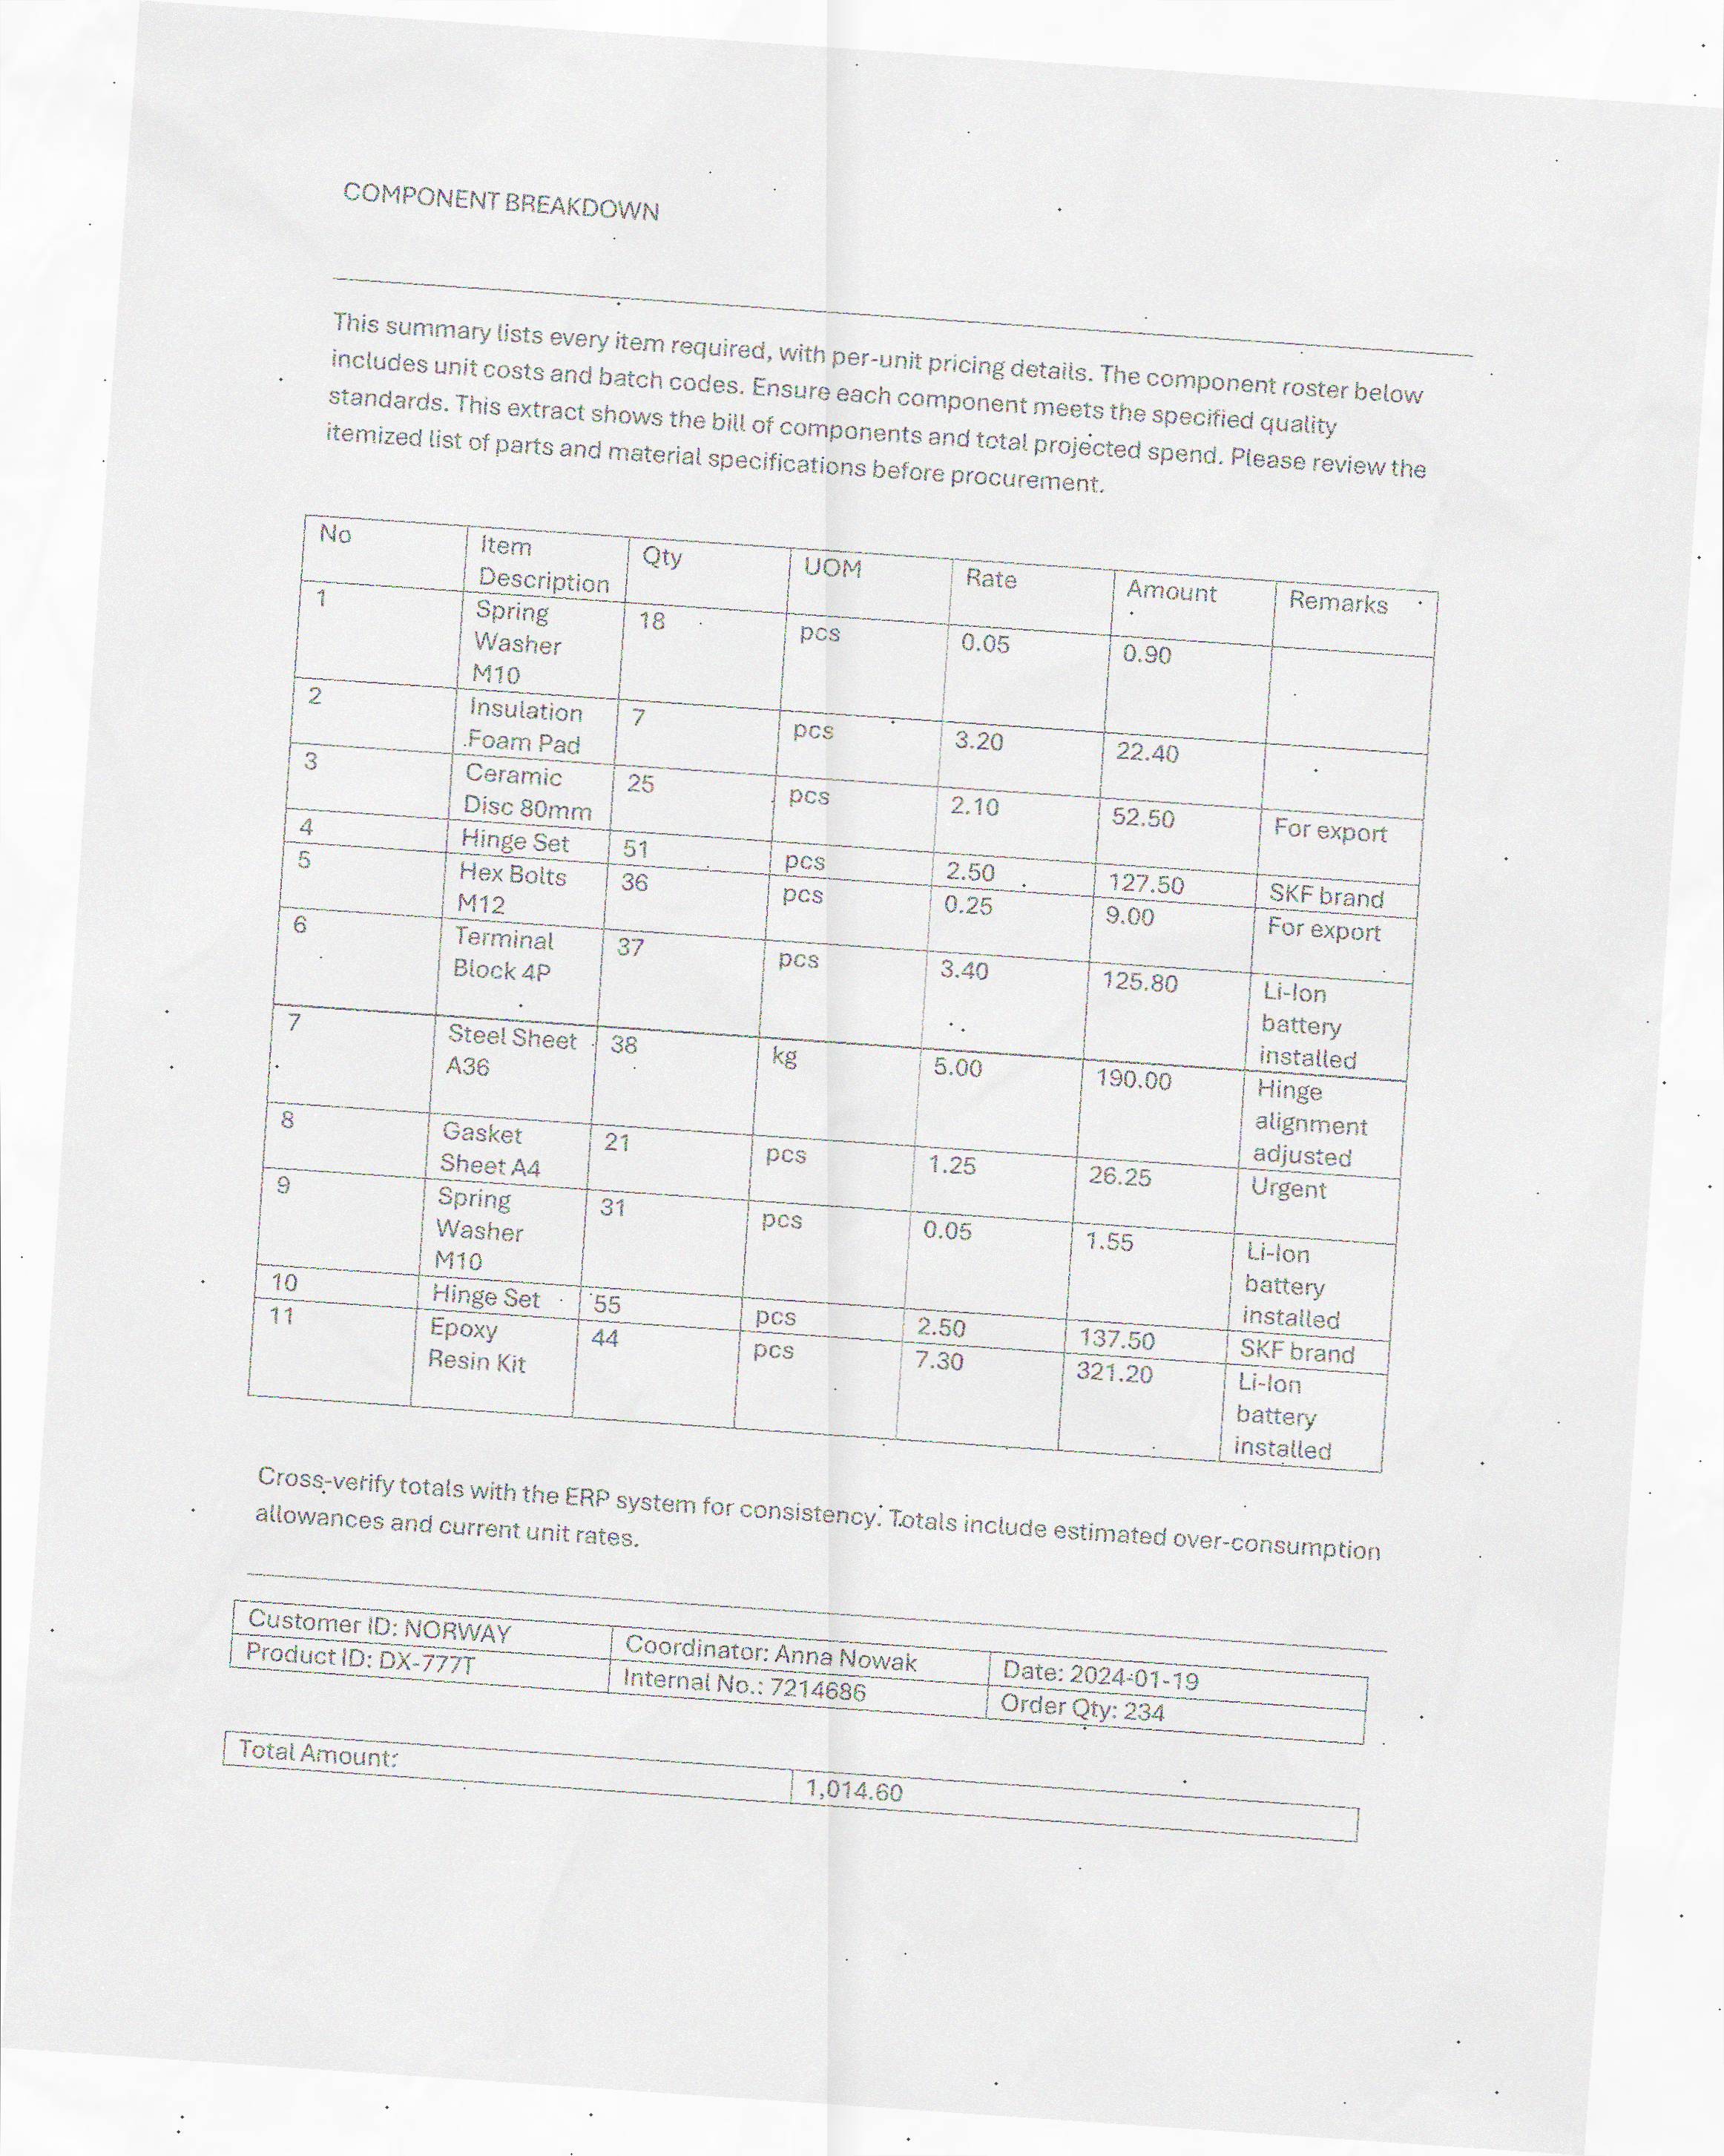 COMPONENT BREAKDOWN
This summary lists every item required, with per-unit pricing details. The component roster below
includes unit costs and batch codes. Ensure each component meets the specified quality
standards. This extract shows the bill of components and total projected spend. Please review the
itemized list of parts and material specifications before procurement.
No Item Description Qty UOM Rate Amount Remarks
1 Spring Washer M10 18 pcs 0.05 0.90
2 Insulation Foam Pad 7 pcs 3.20 22.40
3 Ceramic Disc 80mm 25 pcs 2.10 52.50 For export
4 Hinge Set 51 pcs 2.50 127.50 SKF brand
5 Hex Bolts M12 36 pcs 0.25 9.00 For export
6 Terminal Block 4P 37 pcs 3.40 125.80 Li-Ion battery installed
7 Steel Sheet A36 38 kg 5.00 190.00 Hinge alignment adjusted
8 Gasket Sheet A4 21 pcs 1.25 26.25 Urgent
9 Spring Washer M10 31 pcs 0.05 1.55 Li-Ion battery installed
10 Hinge Set 55 pcs 2.50 137.50 SKF brand
11 Epoxy Resin Kit 44 pcs 7.30 321.20 Li-Ion battery installed
Cross-verify totals with the ERP system for consistency. Totals include estimated over-consumption
allowances and current unit rates.
Customer ID: NORWAY Coordinator: Anna Nowak Date: 2024-01-19
Product ID: DX-777T Internal No.: 7214686 Order Qty: 234
Total Amount: 1,014.60